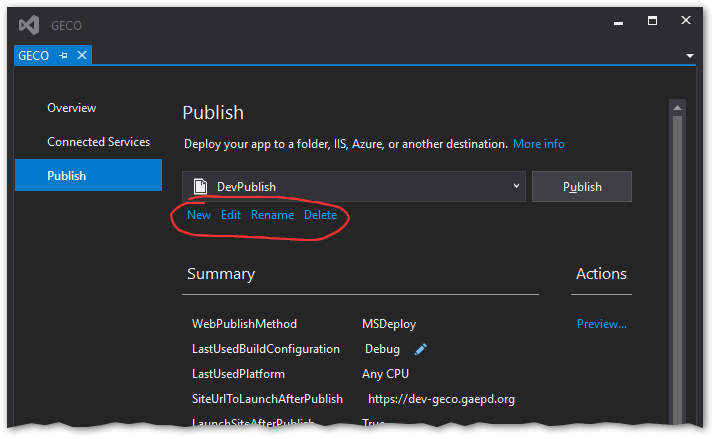 GECO
GECO
Overview
Connected Services
Publish
Publish
Deploy your app to a folder, IIS, Azure, or another destination. More info
DevPublish
Publish
New Edit Rename Delete
Summary
Actions
WebPublishMethod MSDeploy
Preview...
LastUsedBuildConfiguration Debug
LastUsedPlatform Any CPU
SiteUrlToLaunchAfterPublish https://dev-geco.gaepd.org
LaunchSiteAfterPublish True